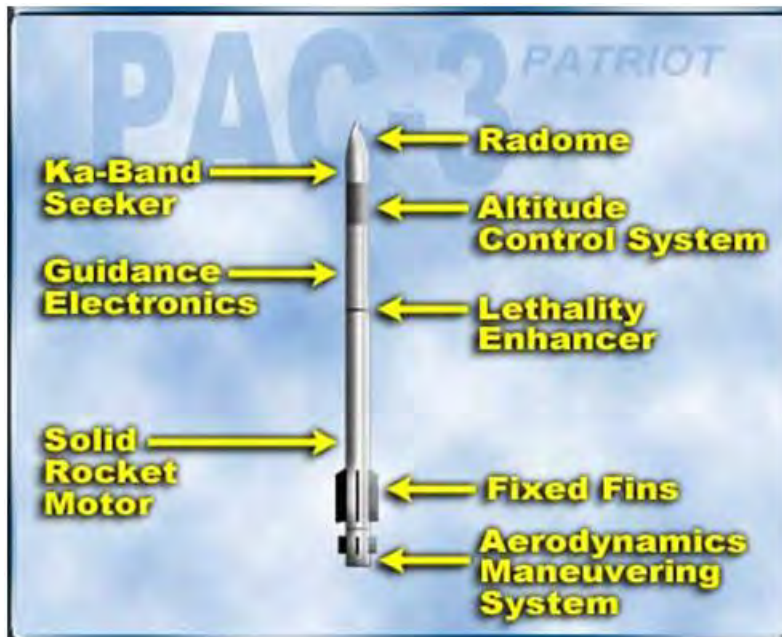 PAC-3 PATRIOT
Radome
Ka-Band
Seeker
Altitude
Control System
Guidance
Electronics
Lethality
Enhancer
Solid
Rocket
Motor
Fixed Fins
Aerodynamics
Maneuvering
System